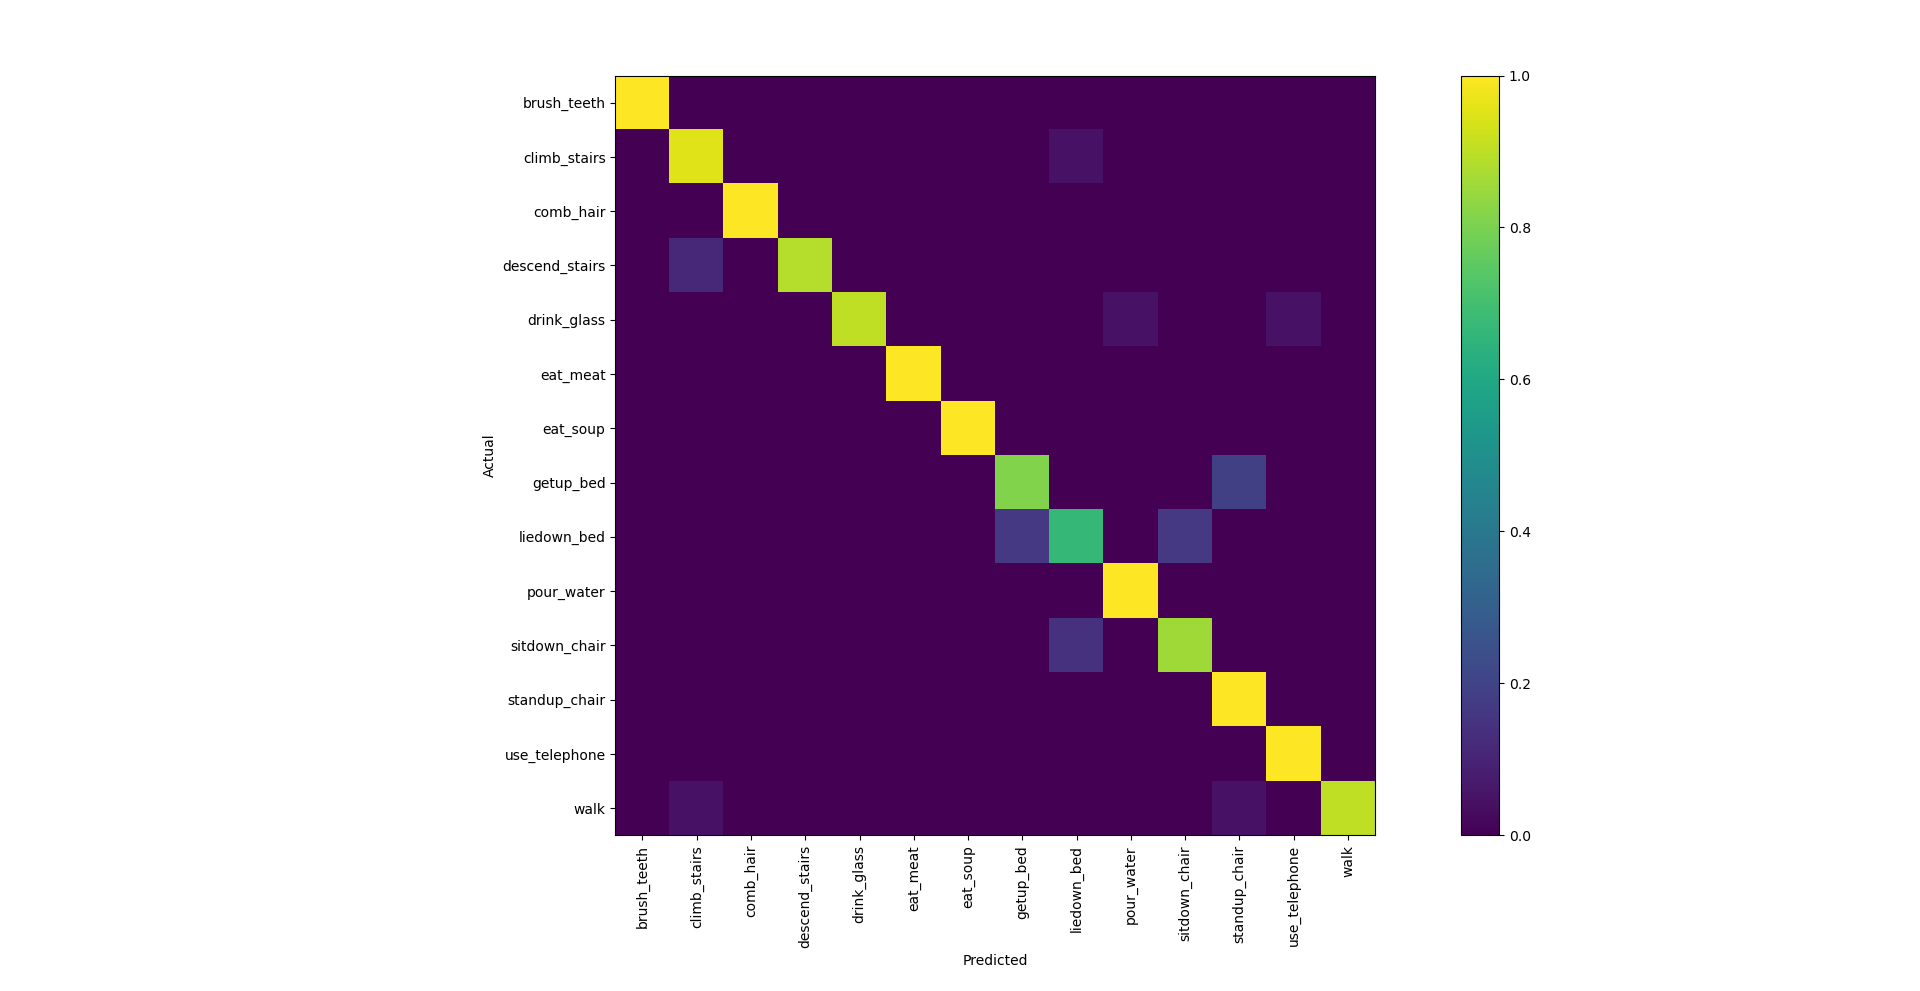 brush_teeth
climb_stairs
comb_hair
descend_stairs
drink_glass
eat_meat
eat_soup
getup_bed
liedown_bed
pour_water
sitdown_chair
standup_chair
use_telephone
walk
Actual
brush_teeth
climb_stairs
comb_hair
descend_stairs
drink_glass
eat_meat
eat_soup
getup_bed
liedown_bed
pour_water
sitdown_chair
standup_chair
use_telephone
walk
Predicted
1.0
0.8
0.6
0.4
0.2
0.0